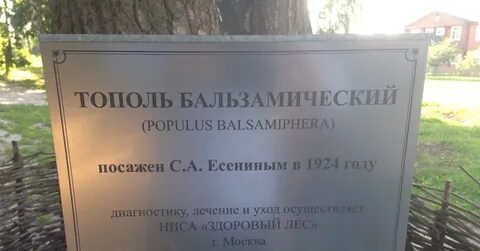 ТОПОЛЬ БАЛЬЗАМИЧЕСКИЙ
(POPULUS BALSAMIPHERA)
посажен С.А. Есениным в 1924 году
диагностику, лечение и уход осуществляет
НПСА «ЗДОРОВЫЙ ЛЕС»
г. Москва